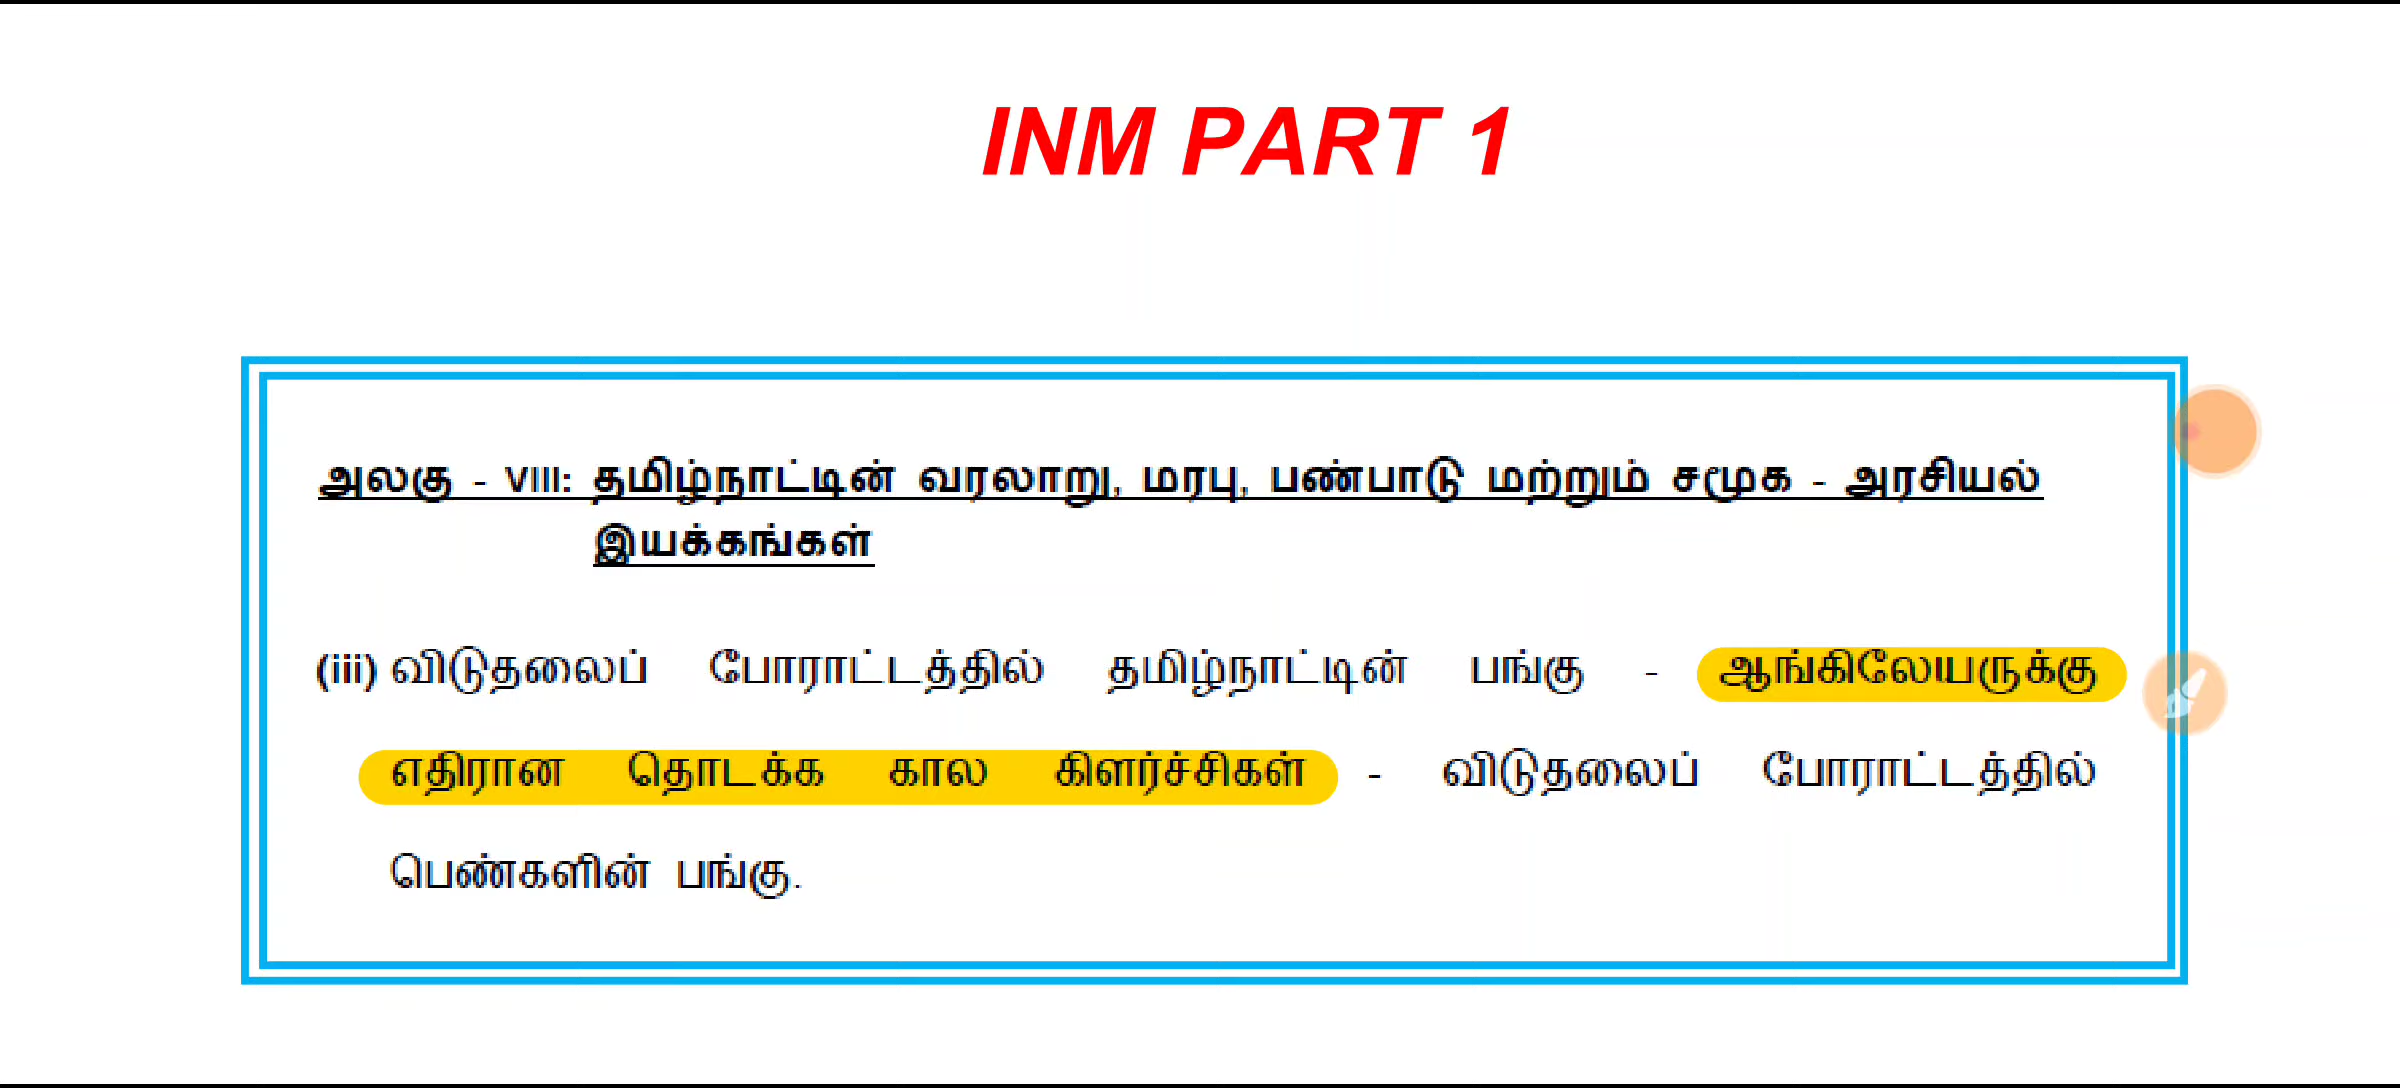 INM PART 1
அலகு - VIII: தமிழ்நாட்டின் வரலாறு, மரபு, பண்பாடு மற்றும் சமூக - அரசியல்
இயக்கங்கள்
(iii) விடுதலைப் போராட்டத்தில் தமிழ்நாட்டின் பங்கு - ஆங்கிலேயருக்கு
எதிரான தொடக்க கால கிளர்ச்சிகள் - விடுதலைப் போராட்டத்தில்
பெண்களின் பங்கு.